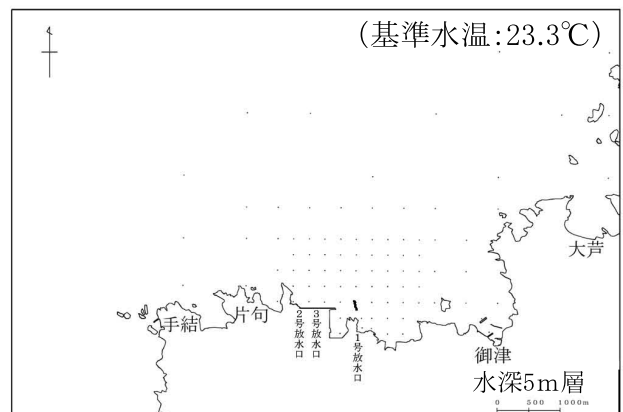 (基準水温:23.3℃)
大芦
片句
手結
2号放水口
3号放水口
1号放水口
御津
水深5m層
0 500 1000m